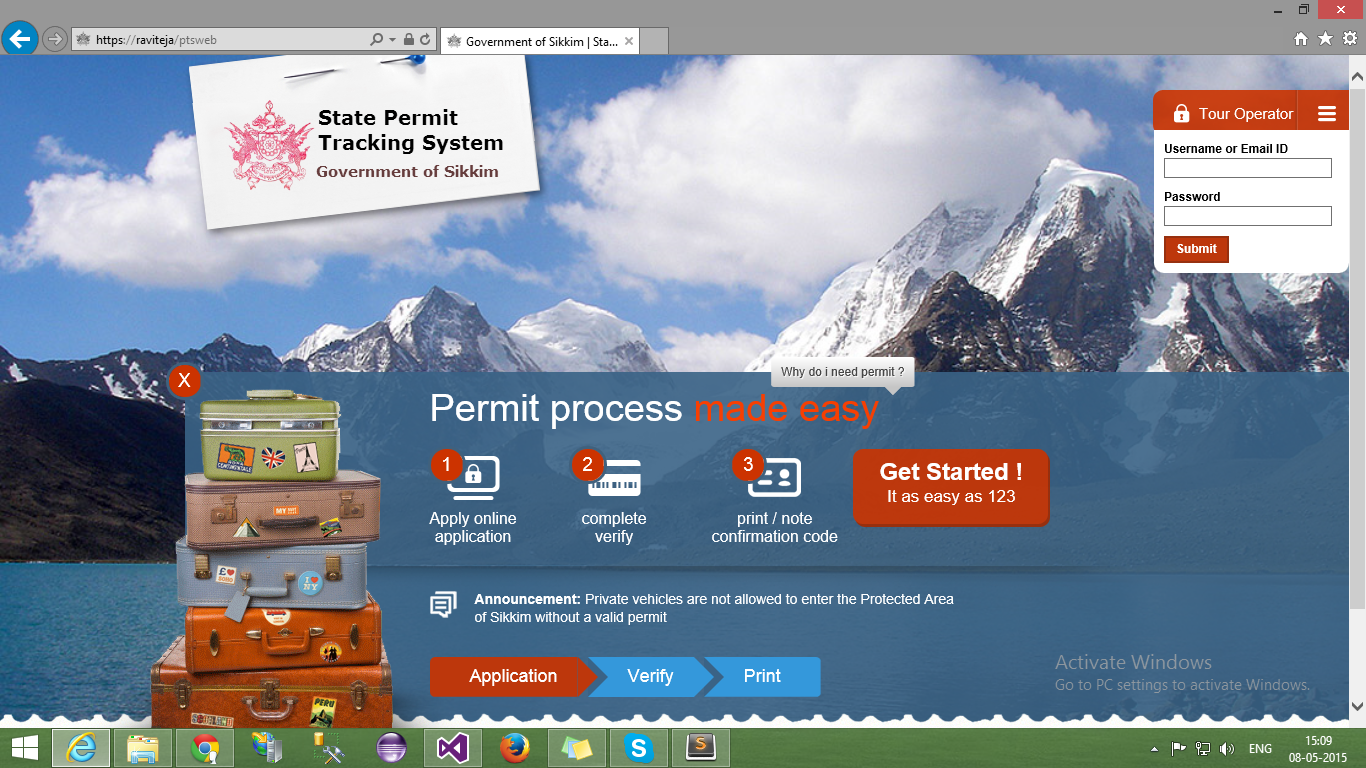 https://raviteja/ptsweb
Government of Sikkim | Sta...
State Permit
Tracking System
Government of Sikkim
Tour Operator
Username or Email ID
Password
Submit
Why do i need permit ?
X
Permit process made easy
1
2
3
Apply online
application
complete
verify
print / note
confirmation code
Get Started !
It as easy as 123
MY
I ♥
NY
£ ♥
SOHO
PERU
Announcement: Private vehicles are not allowed to enter the Protected Area
of Sikkim without a valid permit
Application
Verify
Print
Activate Windows
Go to PC settings to activate Windows.
S
S
ENG
15:09
08-05-2015